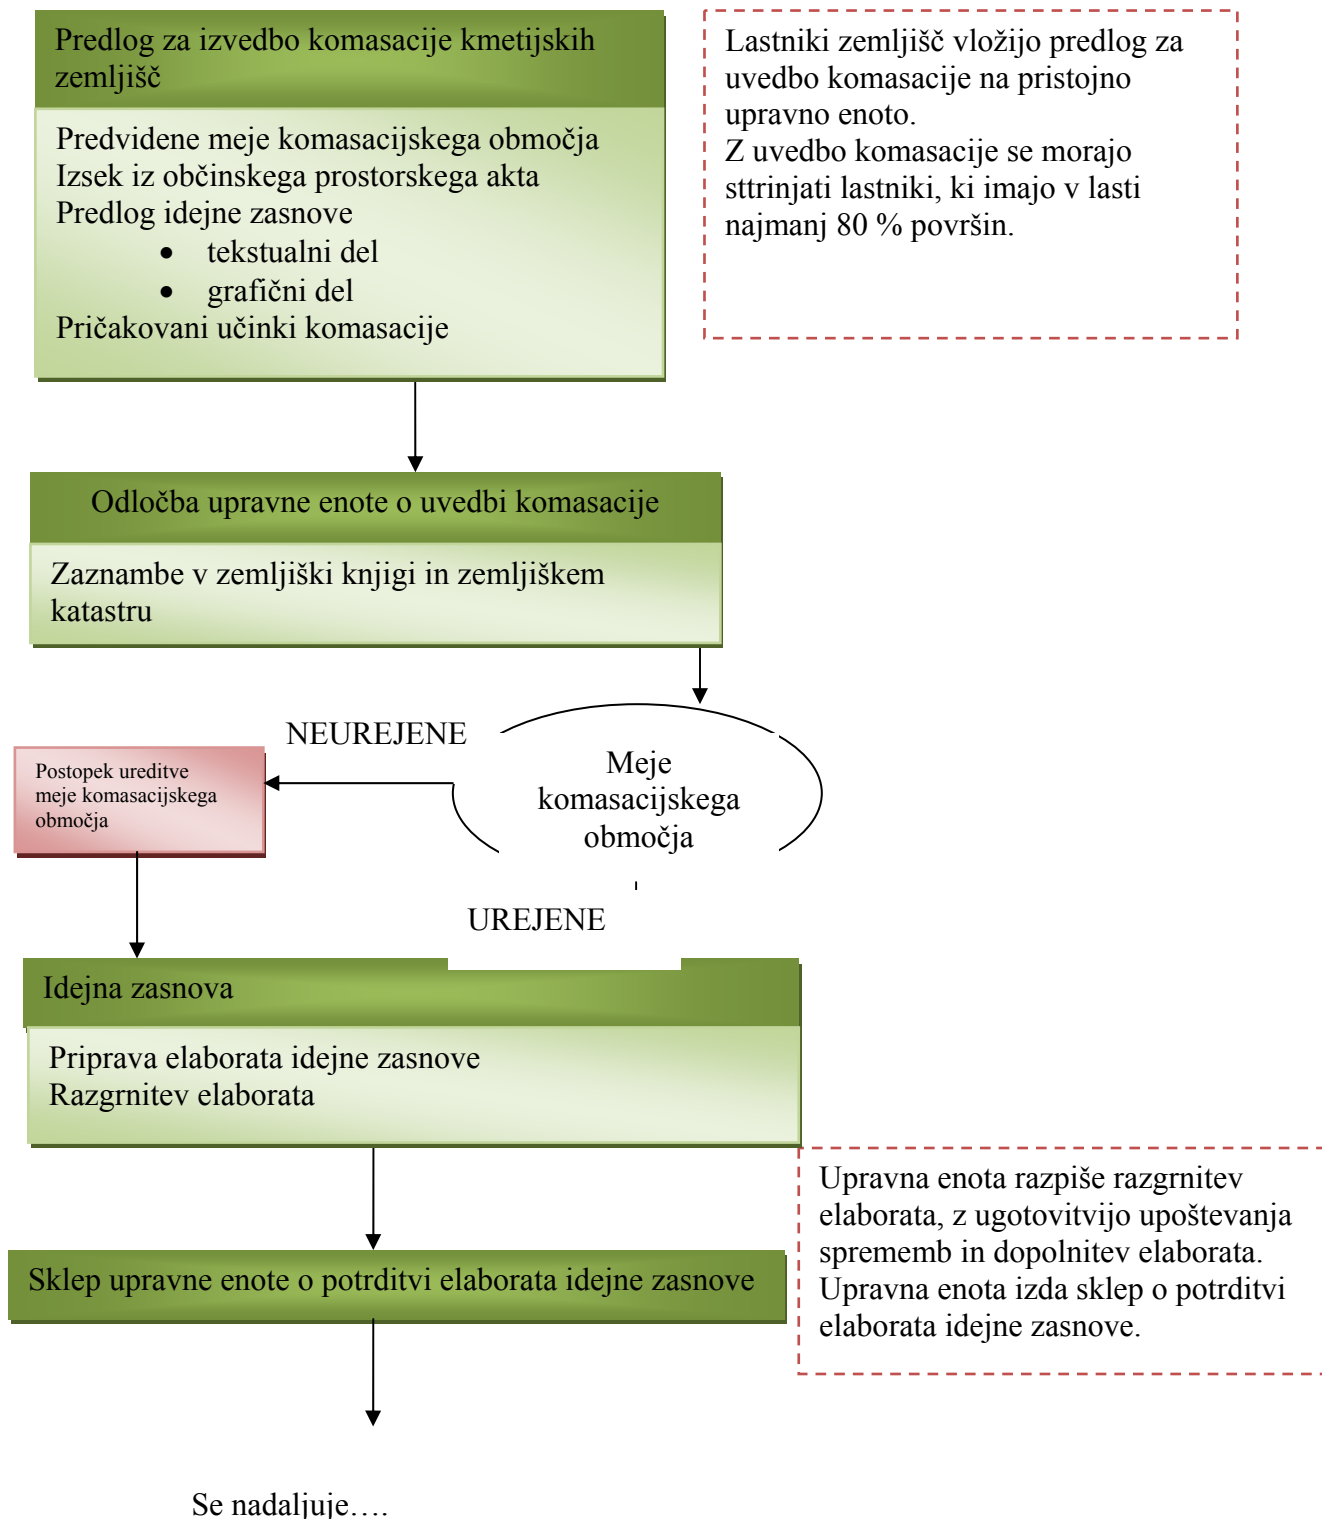 Predlog za izvedbo komasacije kmetijskih
zemljišč
Predvidene meje komasacijskega območja
Izsek iz občinskega prostorskega akta
Predlog idejne zasnove
• tekstualni del
• grafični del
Pričakovani učinki komasacije
Lastniki zemljišč vložijo predlog za
uvedbo komasacije na pristojno
upravno enoto.
Z uvedbo komasacije se morajo
sttrinjati lastniki, ki imajo v lasti
najmanj 80 % površin.
Odločba upravne enote o uvedbi komasacije
Zaznambe v zemljiški knjigi in zemljiškem
katastru
NEUREJENE
Meje
komasacijskega
območja
Postopek ureditve
meje komasacijskega
območja
UREJENE
Idejna zasnova
Priprava elaborata idejne zasnove
Razgrnitev elaborata
Upravna enota razpiše razgrnitev
elaborata, z ugotovitvijo upoštevanja
sprememb in dopolnitev elaborata.
Upravna enota izda sklep o potrditvi
elaborata idejne zasnove.
Sklep upravne enote o potrditvi elaborata idejne zasnove
Se nadaljuje….